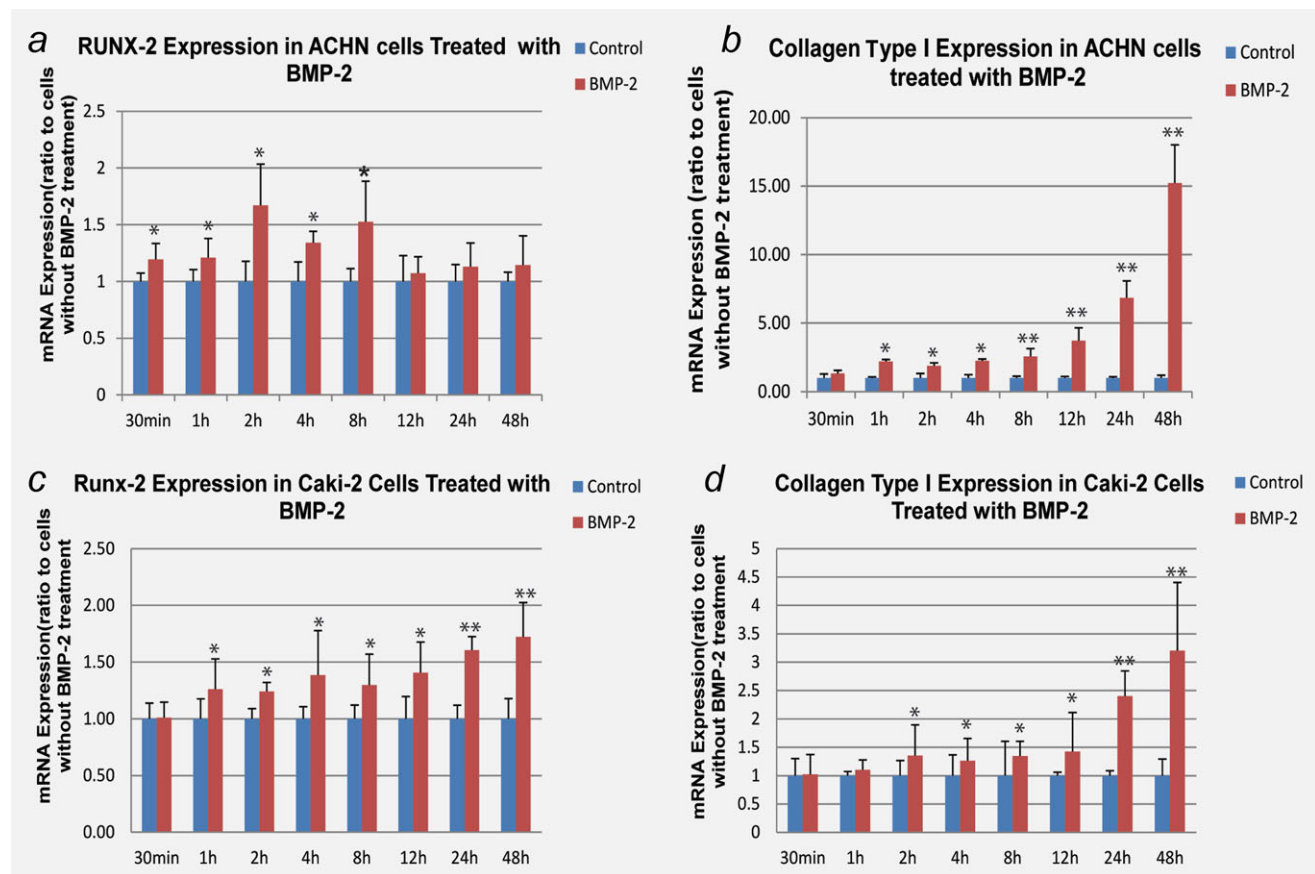 a
RUNX-2 Expression in ACHN cells Treated with
BMP-2
Control
BMP-2
mRNA Expression(ratio to cells
without BMP-2 treatment)
2.5
2
1.5
1
0.5
0
*
*
*
*
*
30min 1h 2h 4h 8h 12h 24h 48h
b
Collagen Type I Expression in ACHN cells
treated with BMP-2
Control
BMP-2
mRNA Expression (ratio to cells
without BMP-2 treatment)
20.00
15.00
10.00
5.00
0.00
*
*
*
**
**
**
**
30min 1h 2h 4h 8h 12h 24h 48h
c
Runx-2 Expression in Caki-2 Cells Treated with
BMP-2
Control
BMP-2
mRNA Expression(ratio to cells
without BMP-2 treatment
2.50
2.00
1.50
1.00
0.50
0.00
*
*
*
*
*
**
**
30min 1h 2h 4h 8h 12h 24h 48h
d
Collagen Type I Expression in Caki-2 Cells
Treated with BMP-2
Control
BMP-2
mRNA Expression(ratio to cells
without BMP-2 treatment
5
4.5
4
3.5
3
2.5
2
1.5
1
0.5
0
*
*
*
*
**
**
30min 1h 2h 4h 8h 12h 24h 48h